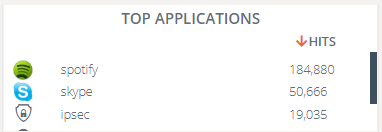 TOP APPLICATIONS
HITS
spotify 184,880
skype 50,666
ipsec 19,035